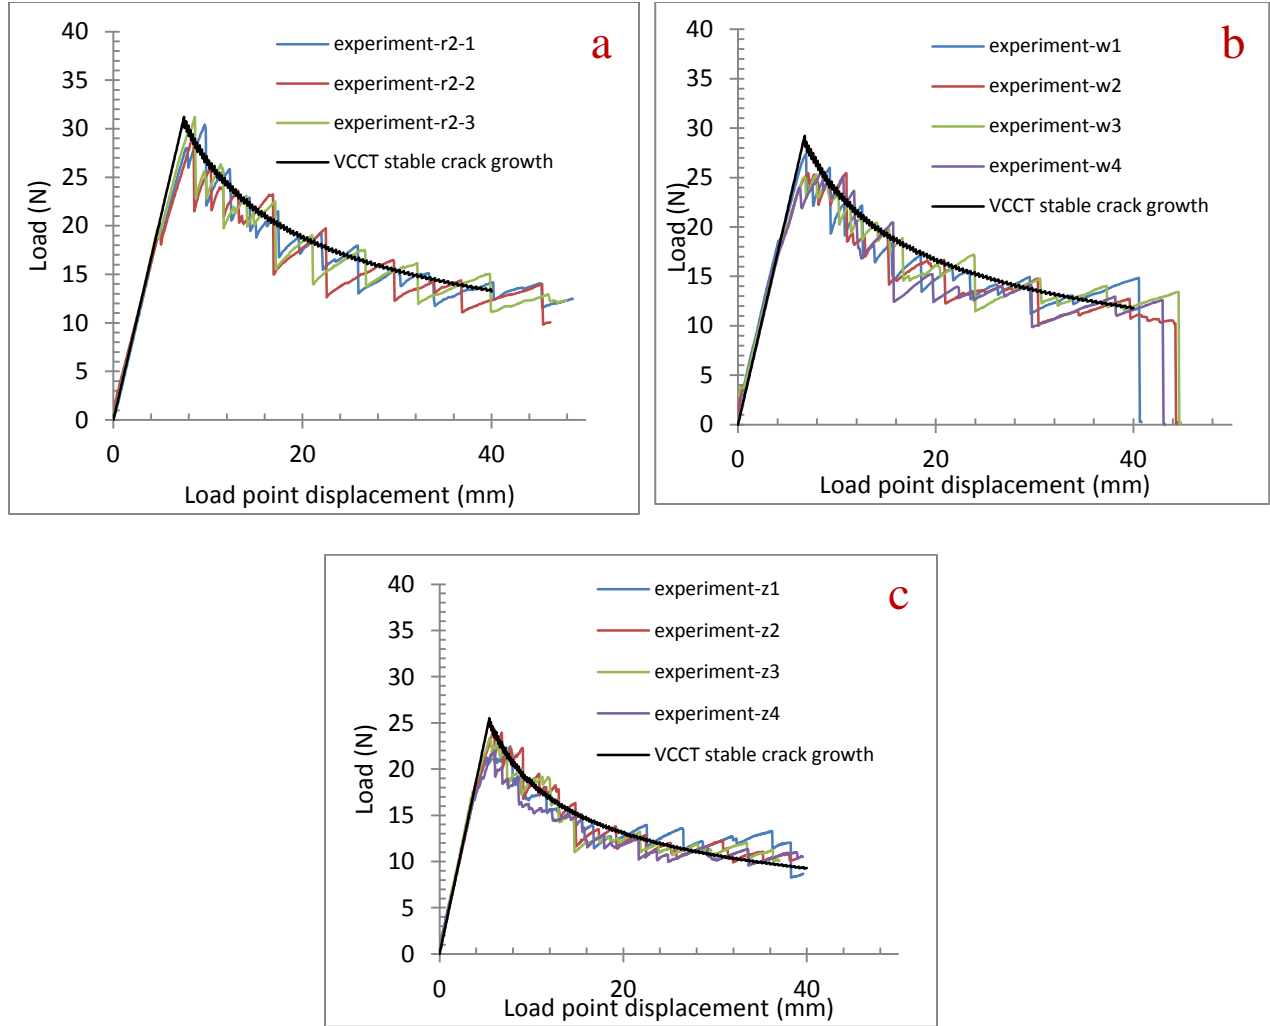 a
40
35
30
25
20
15
10
5
0
Load (N)
experiment-r2-1
experiment-r2-2
experiment-r2-3
VCCT stable crack growth
0 20 40
Load point displacement (mm)
b
40
35
30
25
20
15
10
5
0
Load (N)
experiment-w1
experiment-w2
experiment-w3
experiment-w4
VCCT stable crack growth
0 20 40
Load point displacement (mm)
c
40
35
30
25
20
15
10
5
0
Load (N)
experiment-z1
experiment-z2
experiment-z3
experiment-z4
VCCT stable crack growth
0 20 40
Load point displacement (mm)